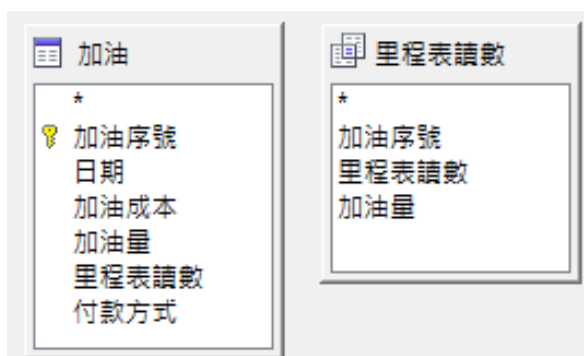 加油
*
加油序號
日期
加油成本
加油量
里程表讀數
付款方式
里程表讀數
*
加油序號
里程表讀數
加油量